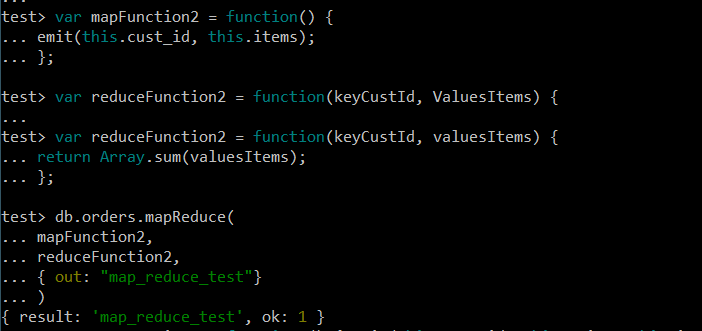 ...
test> var mapFunction2 = function() {
... emit(this.cust_id, this.items);
... };
test> var reduceFunction2 = function(keyCustId, ValuesItems) {
...
test> var reduceFunction2 = function(keyCustId, valuesItems) {
... return Array.sum(valuesItems);
... };
test> db.orders.mapReduce(
... mapFunction2,
... reduceFunction2,
... { out: "map_reduce_test"}
... )
{ result: 'map_reduce_test', ok: 1 }